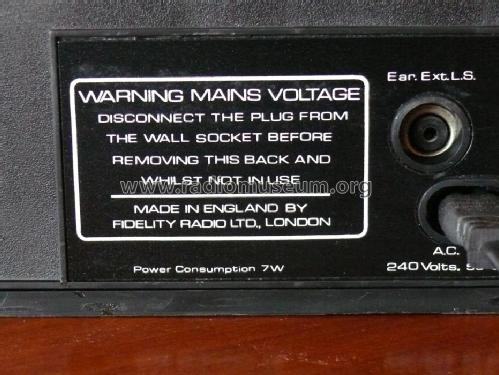 Ear. Ext. L.S.
WARNING MAINS VOLTAGE
DISCONNECT THE PLUG FROM
THE WALL SOCKET BEFORE
REMOVING THIS BACK AND
WHILST NOT IN USE
www.radiomuseum.org
MADE IN ENGLAND BY
FIDELITY RADIO LTD., LONDON
A.C.
Power Consumption 7W
240 Volts,